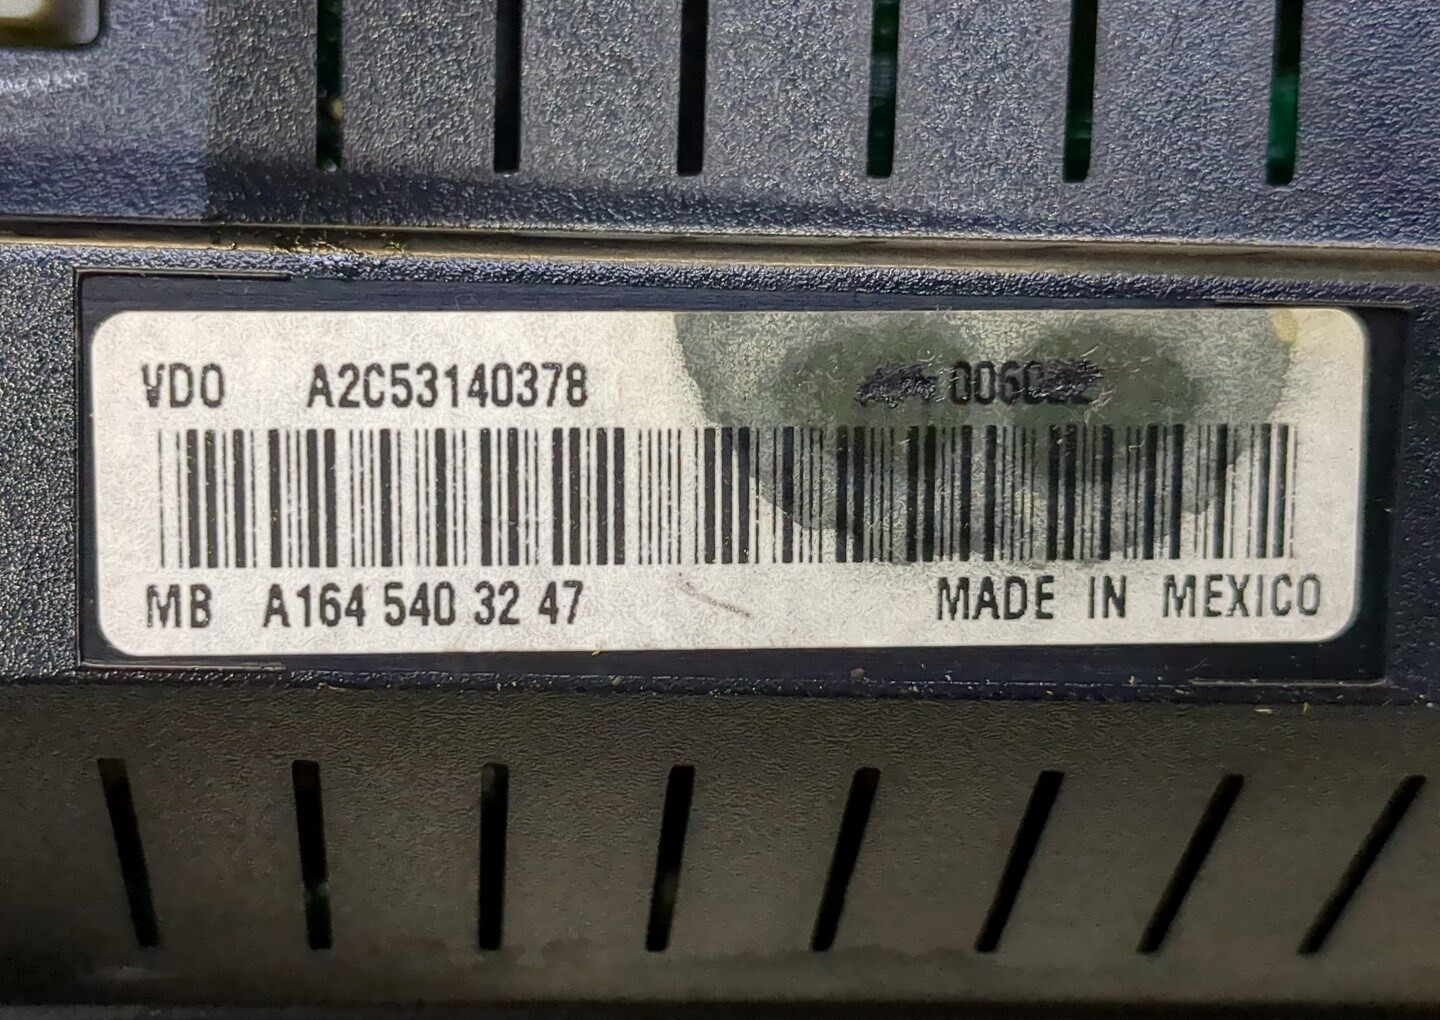 VDO A2C53140378
MB A164 540 32 47 MADE IN MEXICO